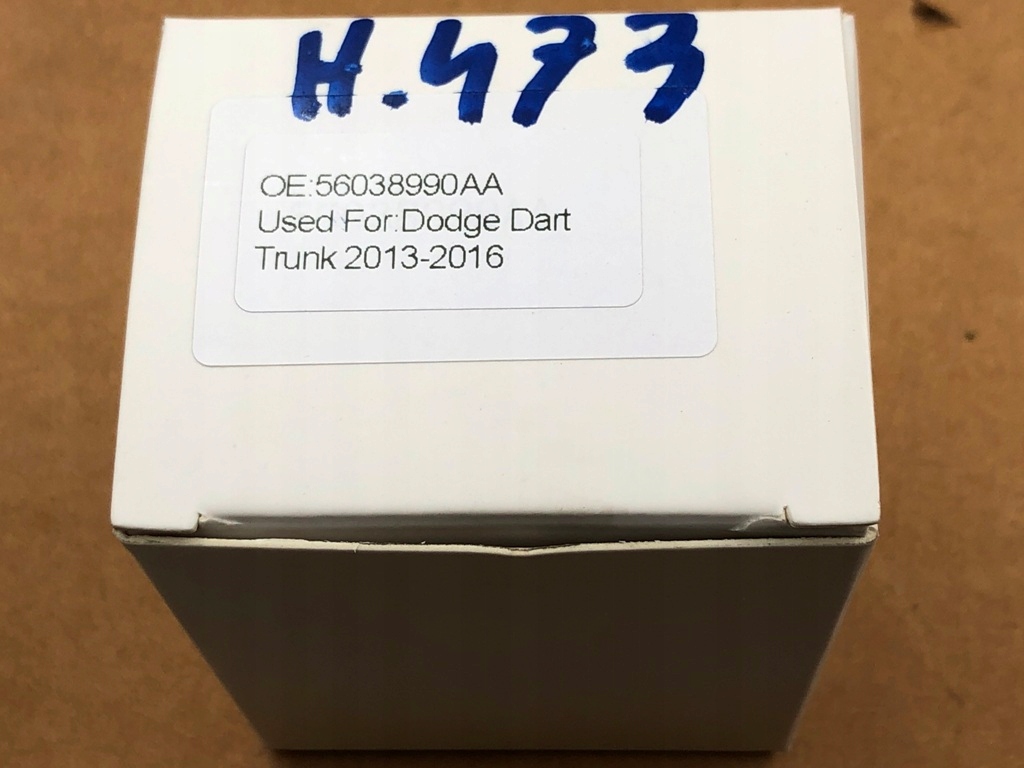 H.473
OE:56038990AA
Used For:Dodge Dart
Trunk 2013-2016